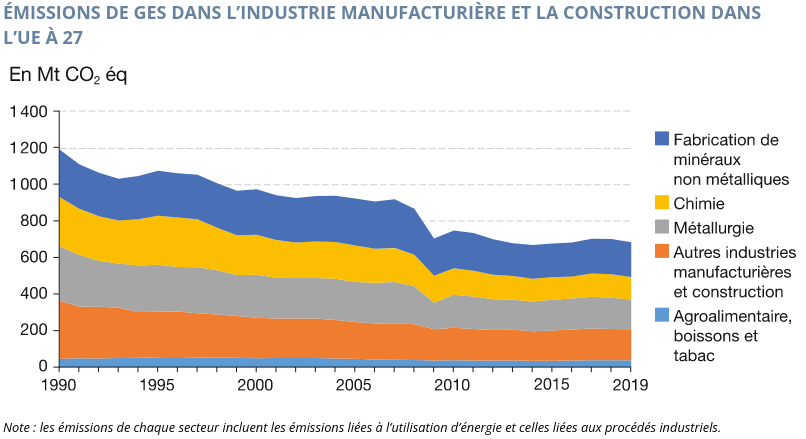 ÉMISSIONS DE GES DANS L’INDUSTRIE MANUFACTURIÈRE ET LA CONSTRUCTION DANS
L’UE À 27
En Mt CO₂ éq
1 400
1 200
1 000
800
600
400
200
0
1990
1995
2000
2005
2010
2015
2019
Fabrication de
minéraux
non métalliques
Chimie
Métallurgie
Autres industries
manufacturières
et construction
Agroalimentaire,
boissons et
tabac
Note : les émissions de chaque secteur incluent les émissions liées à l’utilisation d’énergie et celles liées aux procédés industriels.